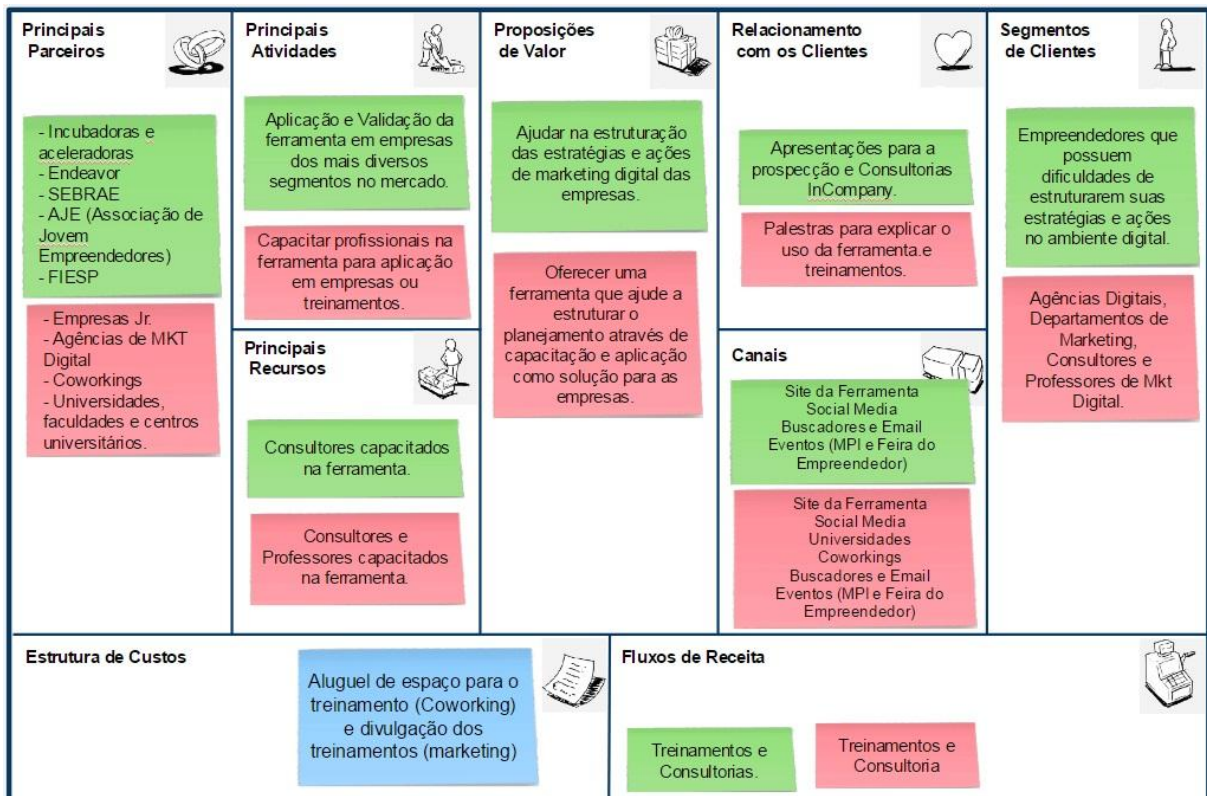 Principais
Parceiros
- Incubadoras e
aceleradoras
- Endeavor
- SEBRAE
- AJE (Associação de
Jovem
Empreendedores)
- FIESP
- Empresas Jr.
- Agências de MKT
Digital
- Coworkings
- Universidades,
faculdades e centros
universitários.
Principais
Atividades
Aplicação e Validação da
ferramenta em empresas
dos mais diversos
segmentos no mercado.
Capacitar profissionais na
ferramenta para aplicação
em empresas ou
treinamentos.
Principais
Recursos
Consultores capacitados
na ferramenta.
Consultores e
Professores capacitados
na ferramenta.
Proposições
de Valor
Ajudar na estruturação
das estratégias e ações
de marketing digital das
empresas.
Oferecer uma
ferramenta que ajude a
estruturar o
planejamento através de
capacitação e aplicação
como solução para as
empresas.
Relacionamento
com os Clientes
Apresentações para a
prospecção e Consultorias
InCompany.
Palestras para explicar o
uso da ferramenta.e
treinamentos.
Canais
Site da Ferramenta
Social Media
Buscadores e Email
Eventos (MPI e Feira do
Empreendedor)
Site da Ferramenta
Social Media
Universidades
Coworkings
Buscadores e Email
Eventos (MPI e Feira do
Empreendedor)
Segmentos
de Clientes
Empreendedores que
possuem
dificuldades de
estruturarem suas
estratégias e ações
no ambiente digital.
Agências Digitais,
Departamentos de
Marketing,
Consultores e
Professores de Mkt
Digital.
Estrutura de Custos
Aluguel de espaço para o
treinamento (Coworking)
e divulgação dos
treinamentos (marketing)
Fluxos de Receita
Treinamentos e
Consultorias.
Treinamentos e
Consultoria